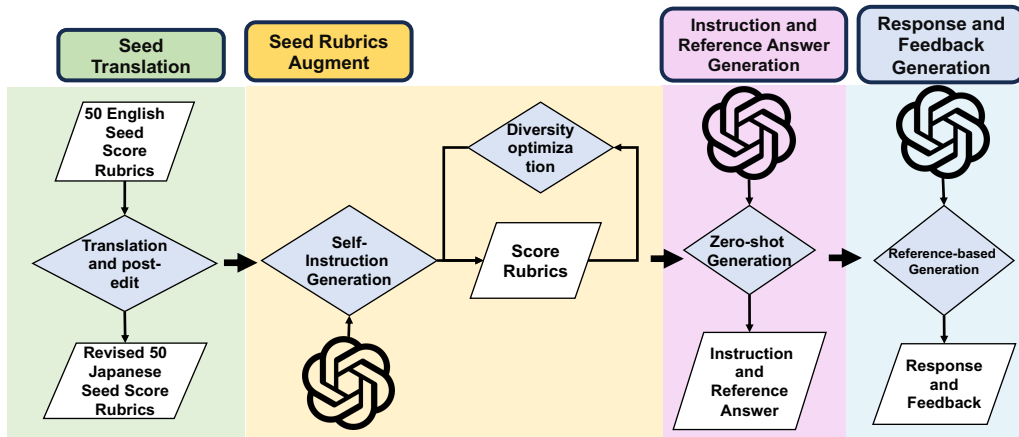 Seed
Translation
Seed Rubrics
Augment
Instruction and
Reference Answer
Generation
Response and
Feedback
Generation
50 English
Seed
Score
Rubrics
Translation
and post-
edit
Revised 50
Japanese
Seed Score
Rubrics
Self-
Instruction
Generation
Diversity
optimiza
tion
Score
Rubrics
Zero-shot
Generation
Instruction
and
Reference
Answer
Reference-based
Generation
Response
and
Feedback